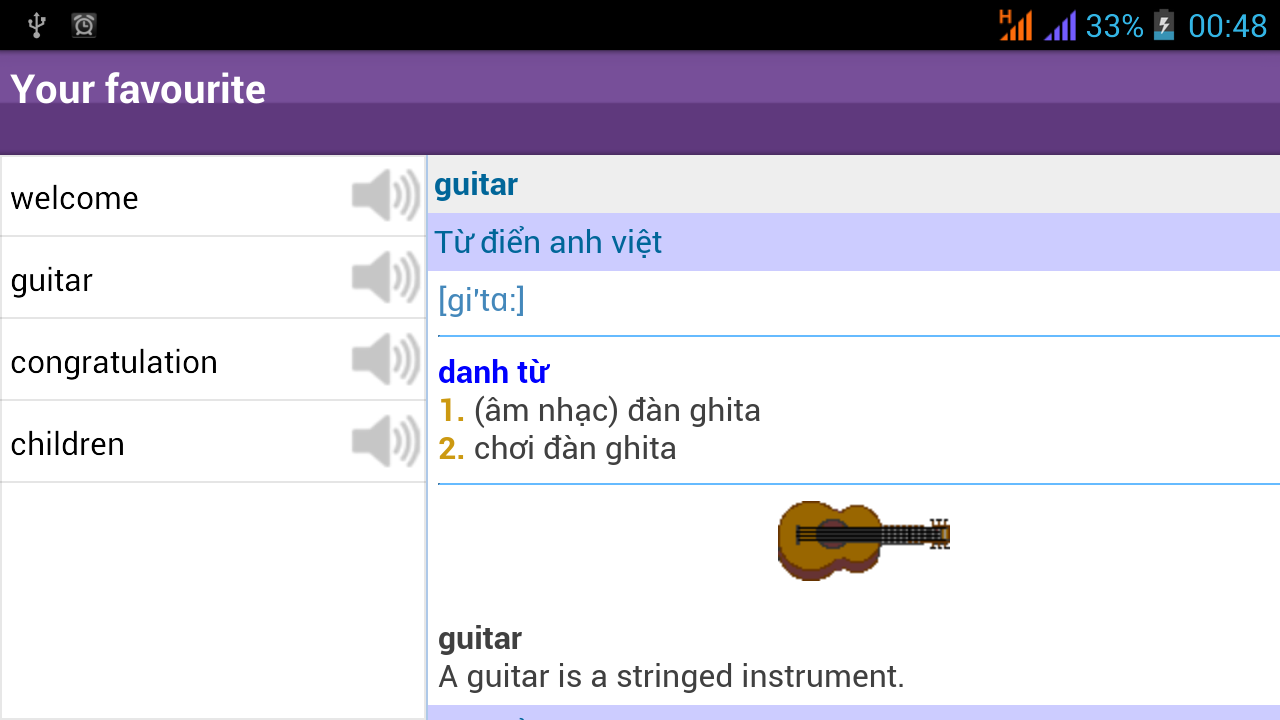 H 33% 00:48
Your favourite
welcome
guitar
congratulation
children
guitar
Từ điển anh việt
[gi'tɑ:]
danh từ
1. (âm nhạc) đàn ghita
2. chơi đàn ghita
guitar
A guitar is a stringed instrument.